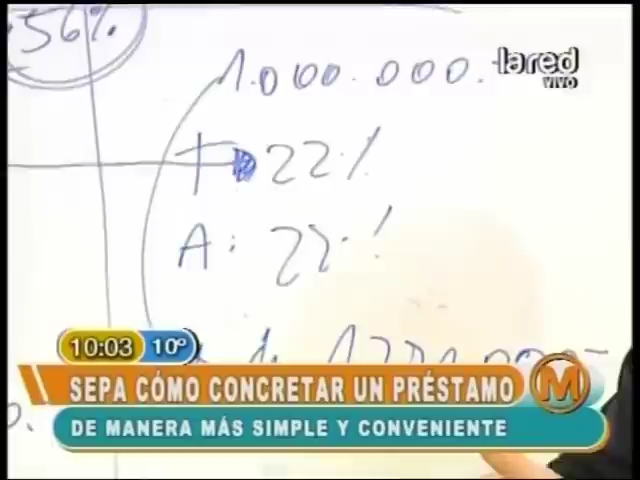 .56%
1.000.000.
lared
VIVO
T 22%
A: 22%
10:03 10º
SEPA CÓMO CONCRETAR UN PRÉSTAMO
M
DE MANERA MÁS SIMPLE Y CONVENIENTE